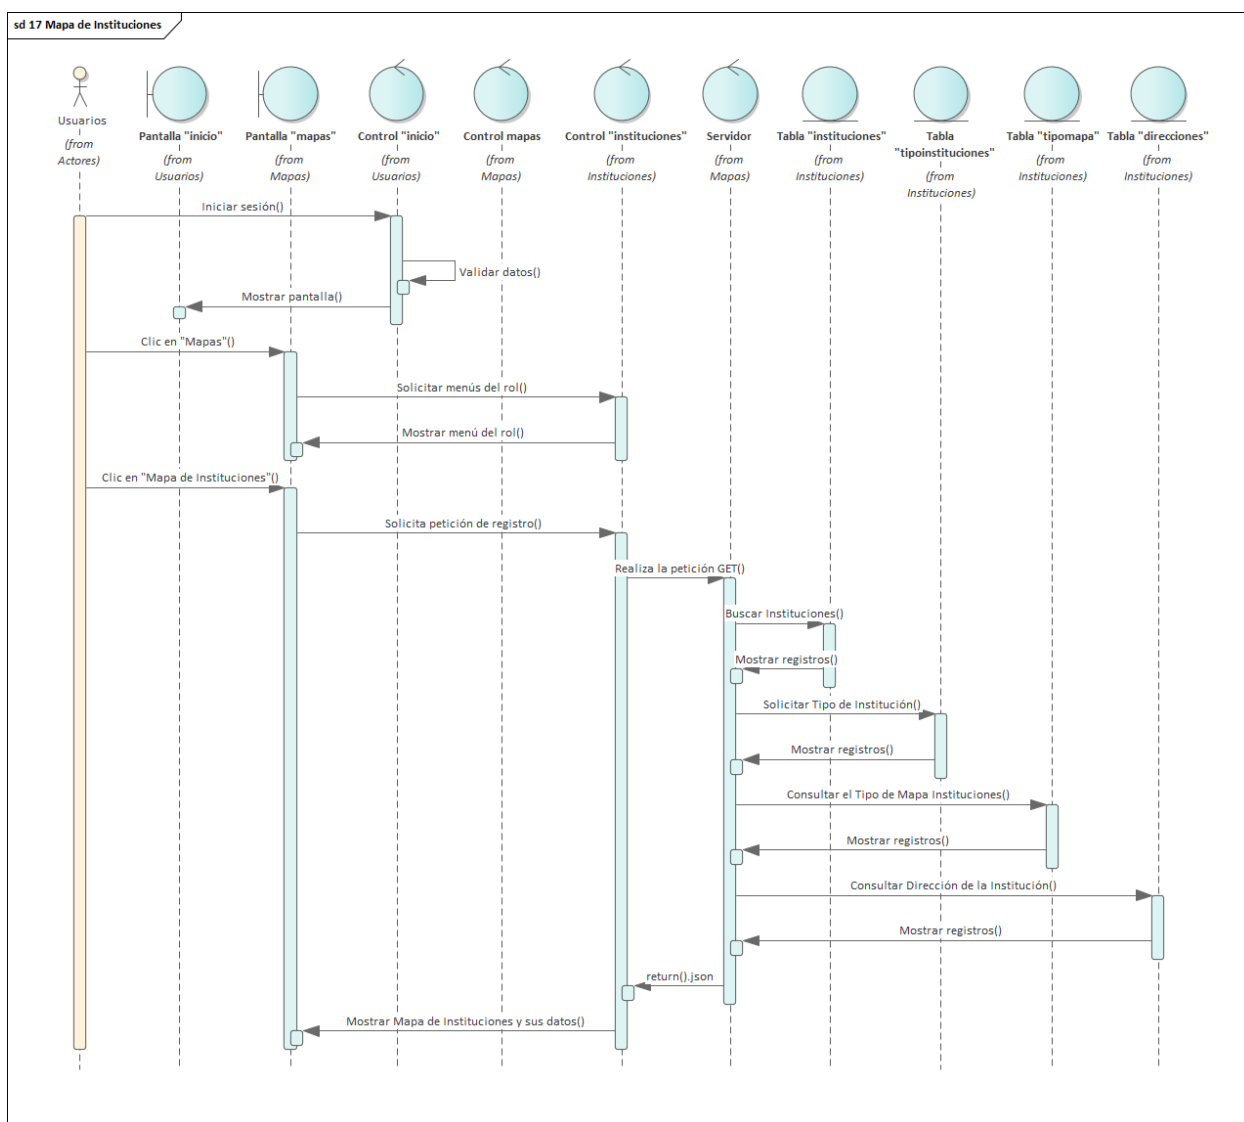 sd 17 Mapa de Instituciones
Usuarios
(from
Actores)
Pantalla "inicio"
(from
Usuarios)
Pantalla "mapas"
(from
Mapas)
Control "inicio"
(from
Usuarios)
Control mapas
(from
Mapas)
Control "instituciones"
(from
Instituciones)
Servidor
(from
Mapas)
Tabla "instituciones"
(from
Instituciones)
Tabla
"tipoinstituciones"
(from
Instituciones)
Tabla "tipomapa"
(from
Instituciones)
Tabla "direcciones"
(from
Instituciones)
Iniciar sesión()
Validar datos()
Mostrar pantalla()
Clic en "Mapas"()
Solicitar menús del rol()
Mostrar menú del rol()
Clic en "Mapa de Instituciones"()
Solicita petición de registro()
Realiza la petición GET()
Buscar Instituciones()
Mostrar registros()
Solicitar Tipo de Institución()
Mostrar registros()
Consultar el Tipo de Mapa Instituciones()
Mostrar registros()
Consultar Dirección de la Institución()
Mostrar registros()
return().json
Mostrar Mapa de Instituciones y sus datos()